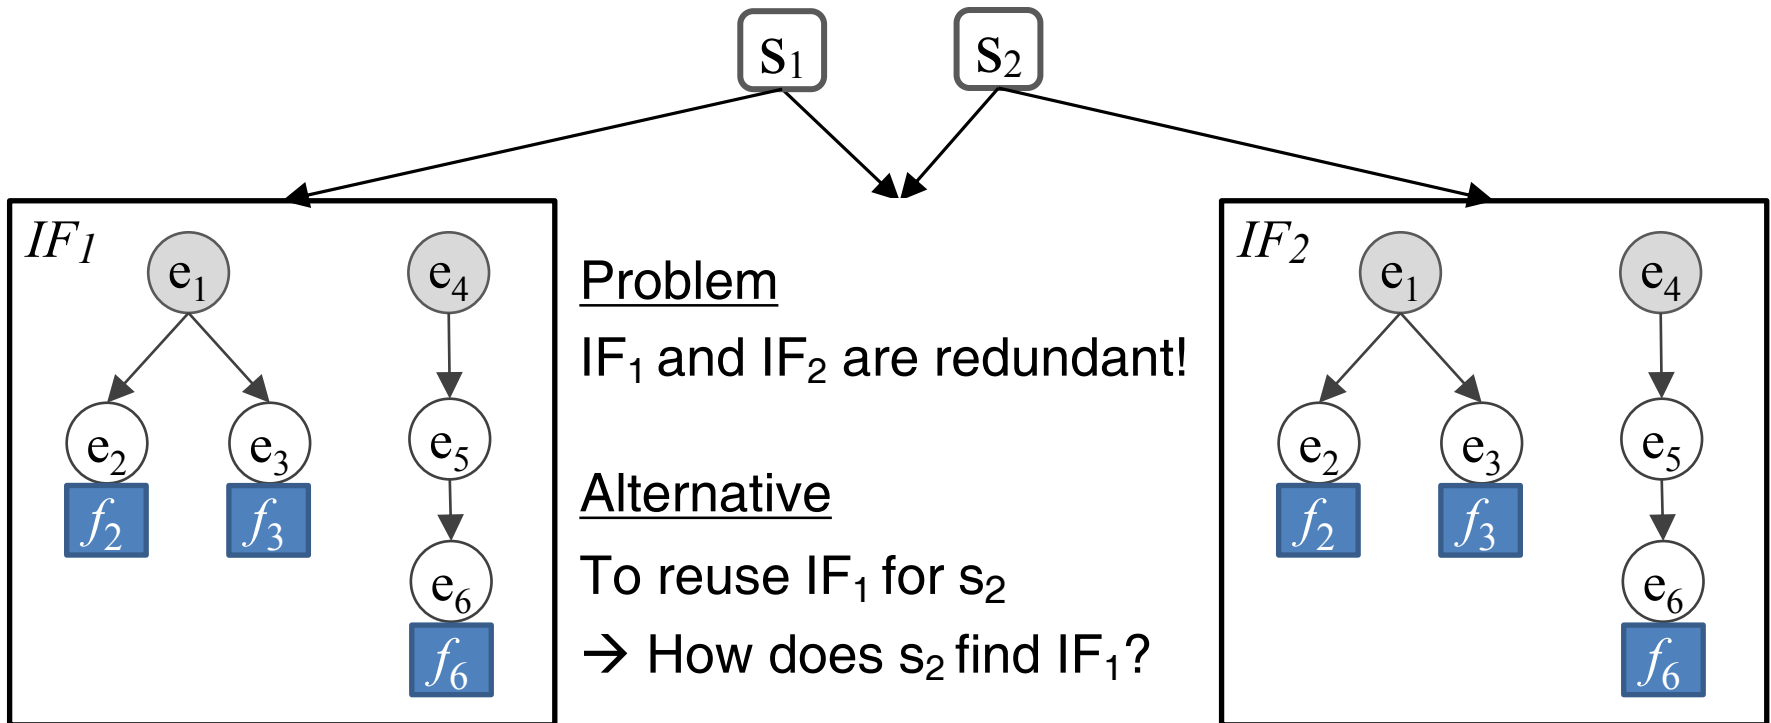 s₁ s₂
IF₁
e₁ e₄
e₂ e₃ e₅
f₂ f₃
e₆
f₆
Problem
IF₁ and IF₂ are redundant!
Alternative
To reuse IF₁ for s₂
→ How does s₂ find IF₁?
IF₂
e₁ e₄
e₂ e₃ e₅
f₂ f₃
e₆
f₆